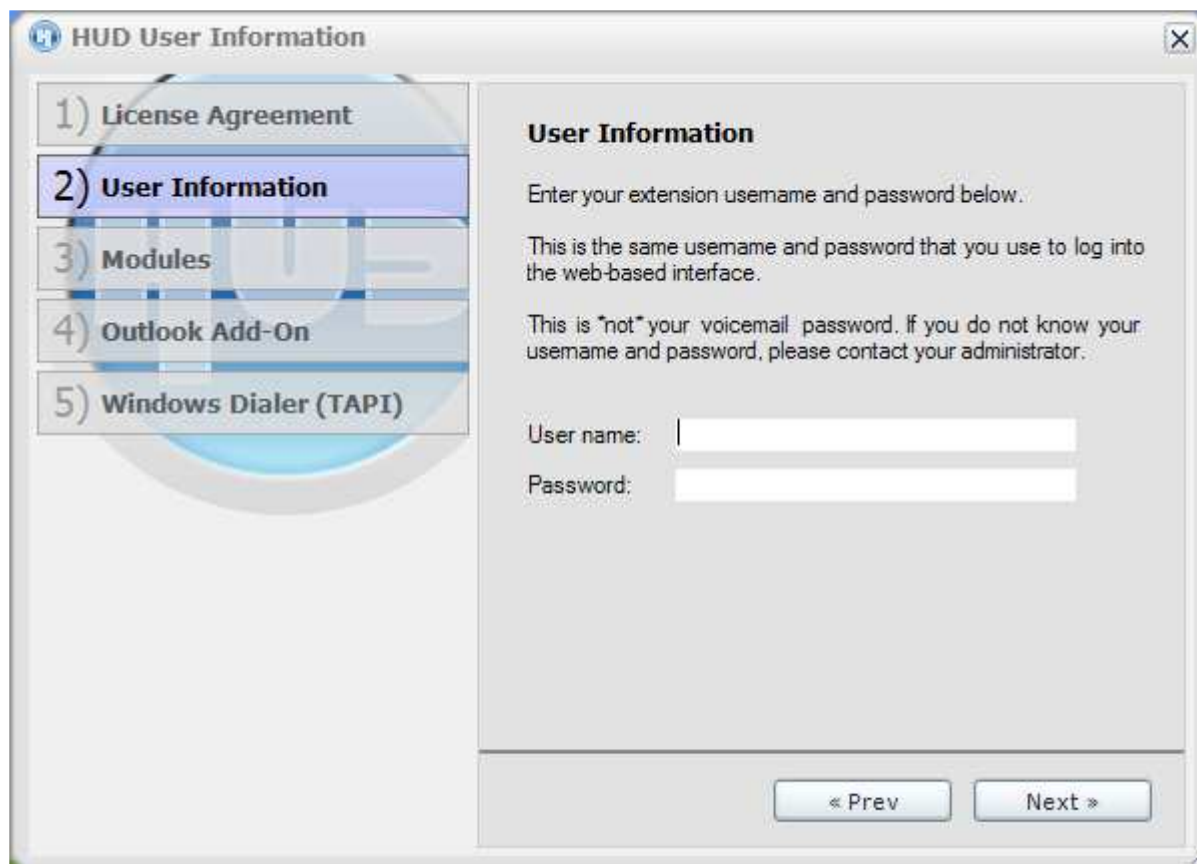 HUD User Information
1) License Agreement
2) User Information
3) Modules
4) Outlook Add-On
5) Windows Dialer (TAPI)
HUD
User Information
Enter your extension username and password below.
This is the same username and password that you use to log into
the web-based interface.
This is *not* your voicemail password. If you do not know your
username and password, please contact your administrator.
User name:
Password:
« Prev
Next »